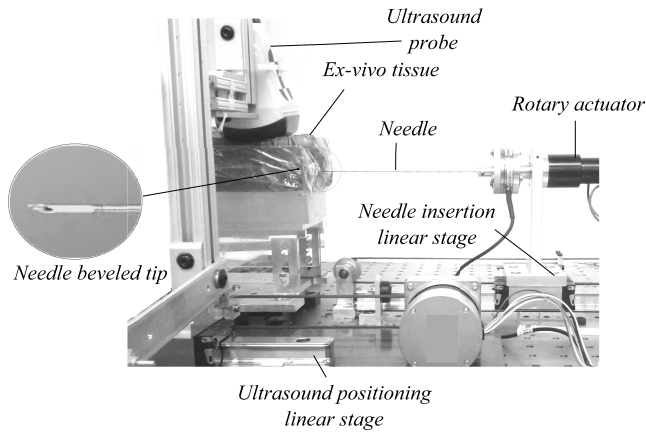 Ultrasound
probe
Ex-vivo tissue
Rotary actuator
Needle
Needle insertion
linear stage
Needle beveled tip
Ultrasound positioning
linear stage